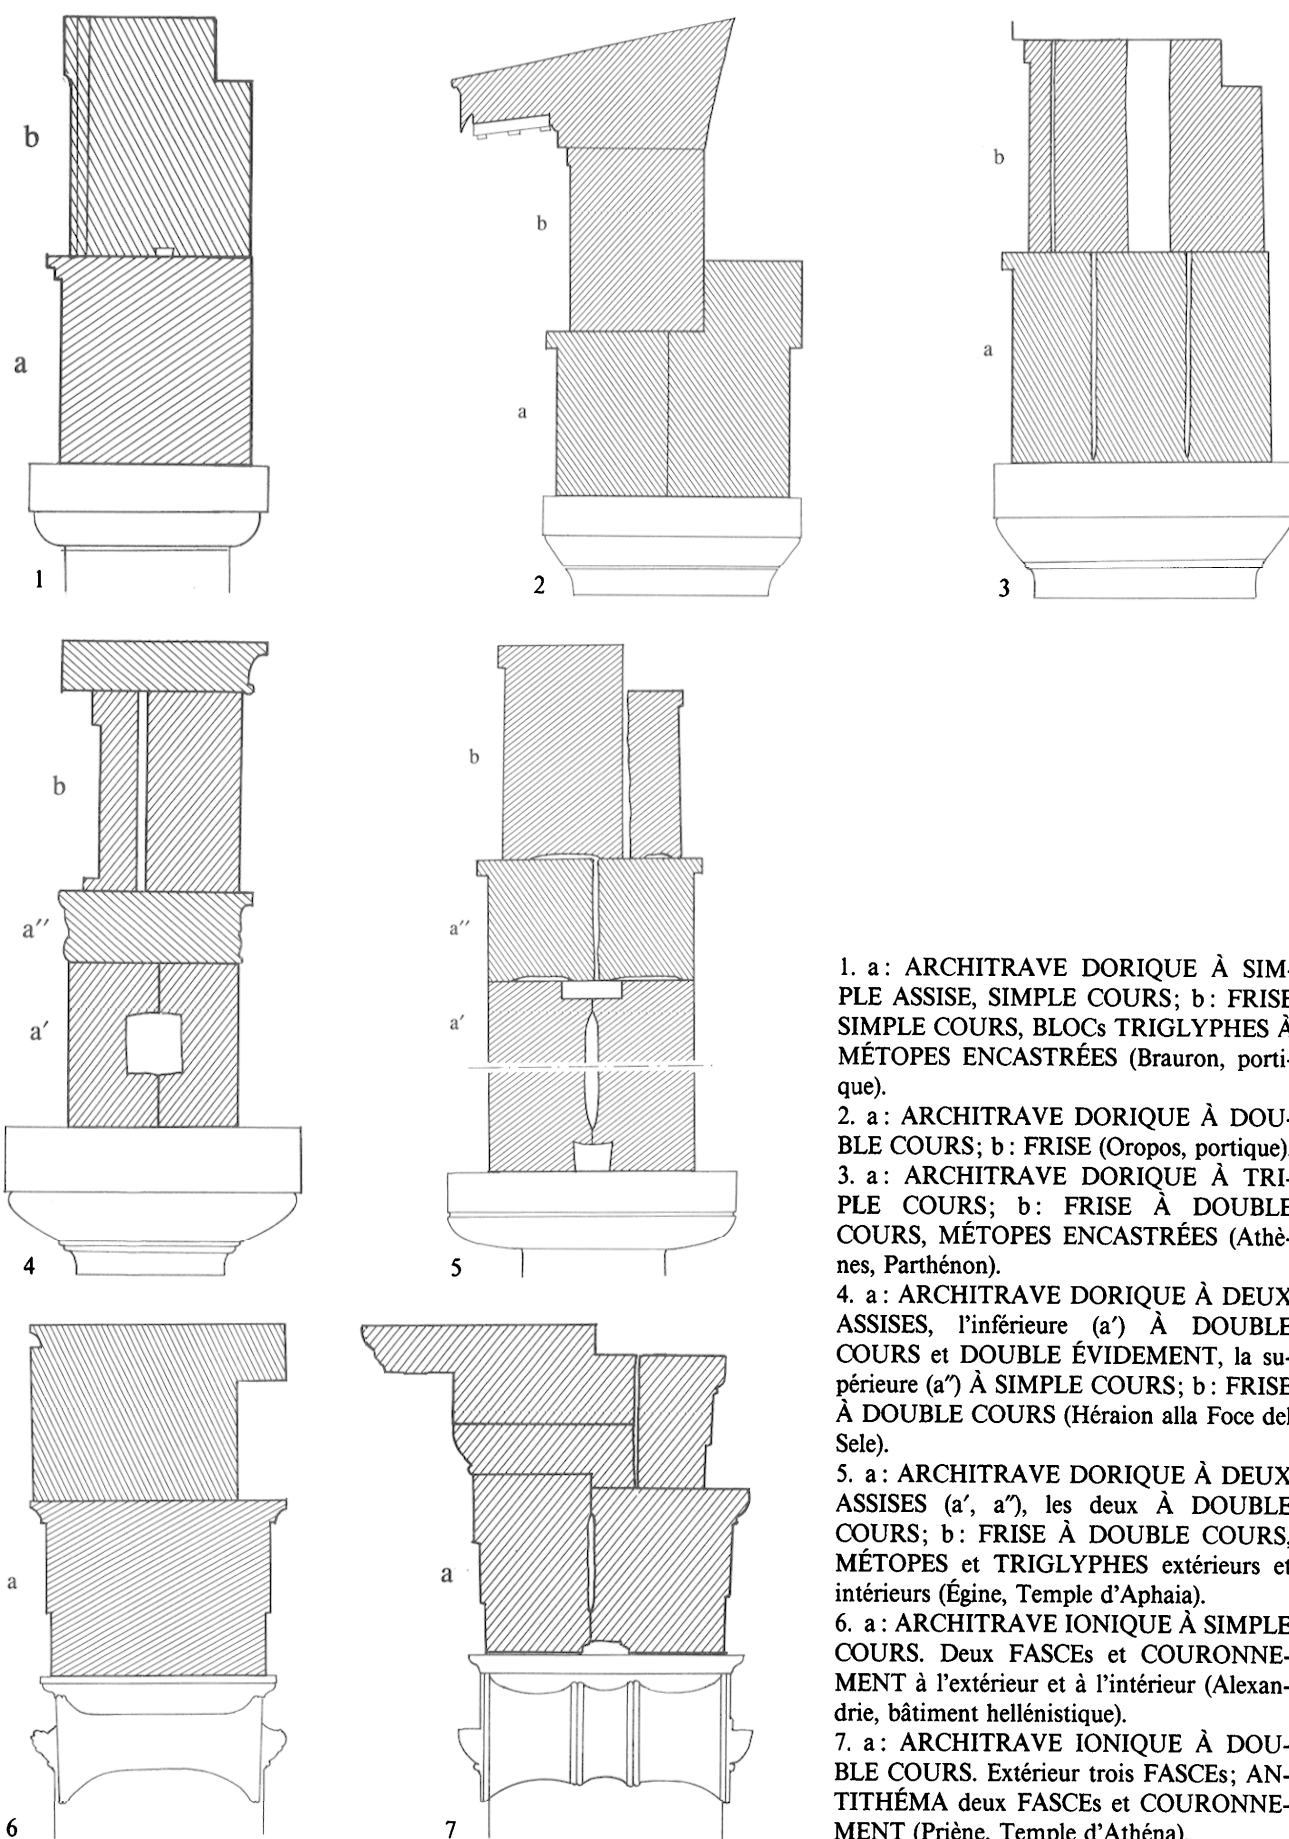 b
a
1
b
a
2
b
a
3
b
a″
a′
4
b
a″
a′
5
a
6
a
7
1. a : ARCHITRAVE DORIQUE À SIM-
PLE ASSISE, SIMPLE COURS; b : FRISE
SIMPLE COURS, BLOCs TRIGLYPHES À
MÉTOPES ENCASTRÉES (Brauron, porti-
que).
2. a : ARCHITRAVE DORIQUE À DOU-
BLE COURS; b : FRISE (Oropos, portique).
3. a : ARCHITRAVE DORIQUE À TRI-
PLE COURS; b : FRISE À DOUBLE
COURS, MÉTOPES ENCASTRÉES (Athè-
nes, Parthénon).
4. a : ARCHITRAVE DORIQUE À DEUX
ASSISES, l'inférieure (a′) À DOUBLE
COURS et DOUBLE ÉVIDEMENT, la su-
périeure (a″) À SIMPLE COURS; b : FRISE
À DOUBLE COURS (Héraion alla Foce del
Sele).
5. a : ARCHITRAVE DORIQUE À DEUX
ASSISES (a′, a″), les deux À DOUBLE
COURS; b : FRISE À DOUBLE COURS,
MÉTOPES et TRIGLYPHES extérieurs et
intérieurs (Égine, Temple d'Aphaia).
6. a : ARCHITRAVE IONIQUE À SIMPLE
COURS. Deux FASCEs et COURONNE-
MENT à l'extérieur et à l'intérieur (Alexan-
drie, bâtiment hellénistique).
7. a : ARCHITRAVE IONIQUE À DOU-
BLE COURS. Extérieur trois FASCEs; AN-
TITHÉMA deux FASCEs et COURONNE-
MENT (Priène, Temple d'Athéna)